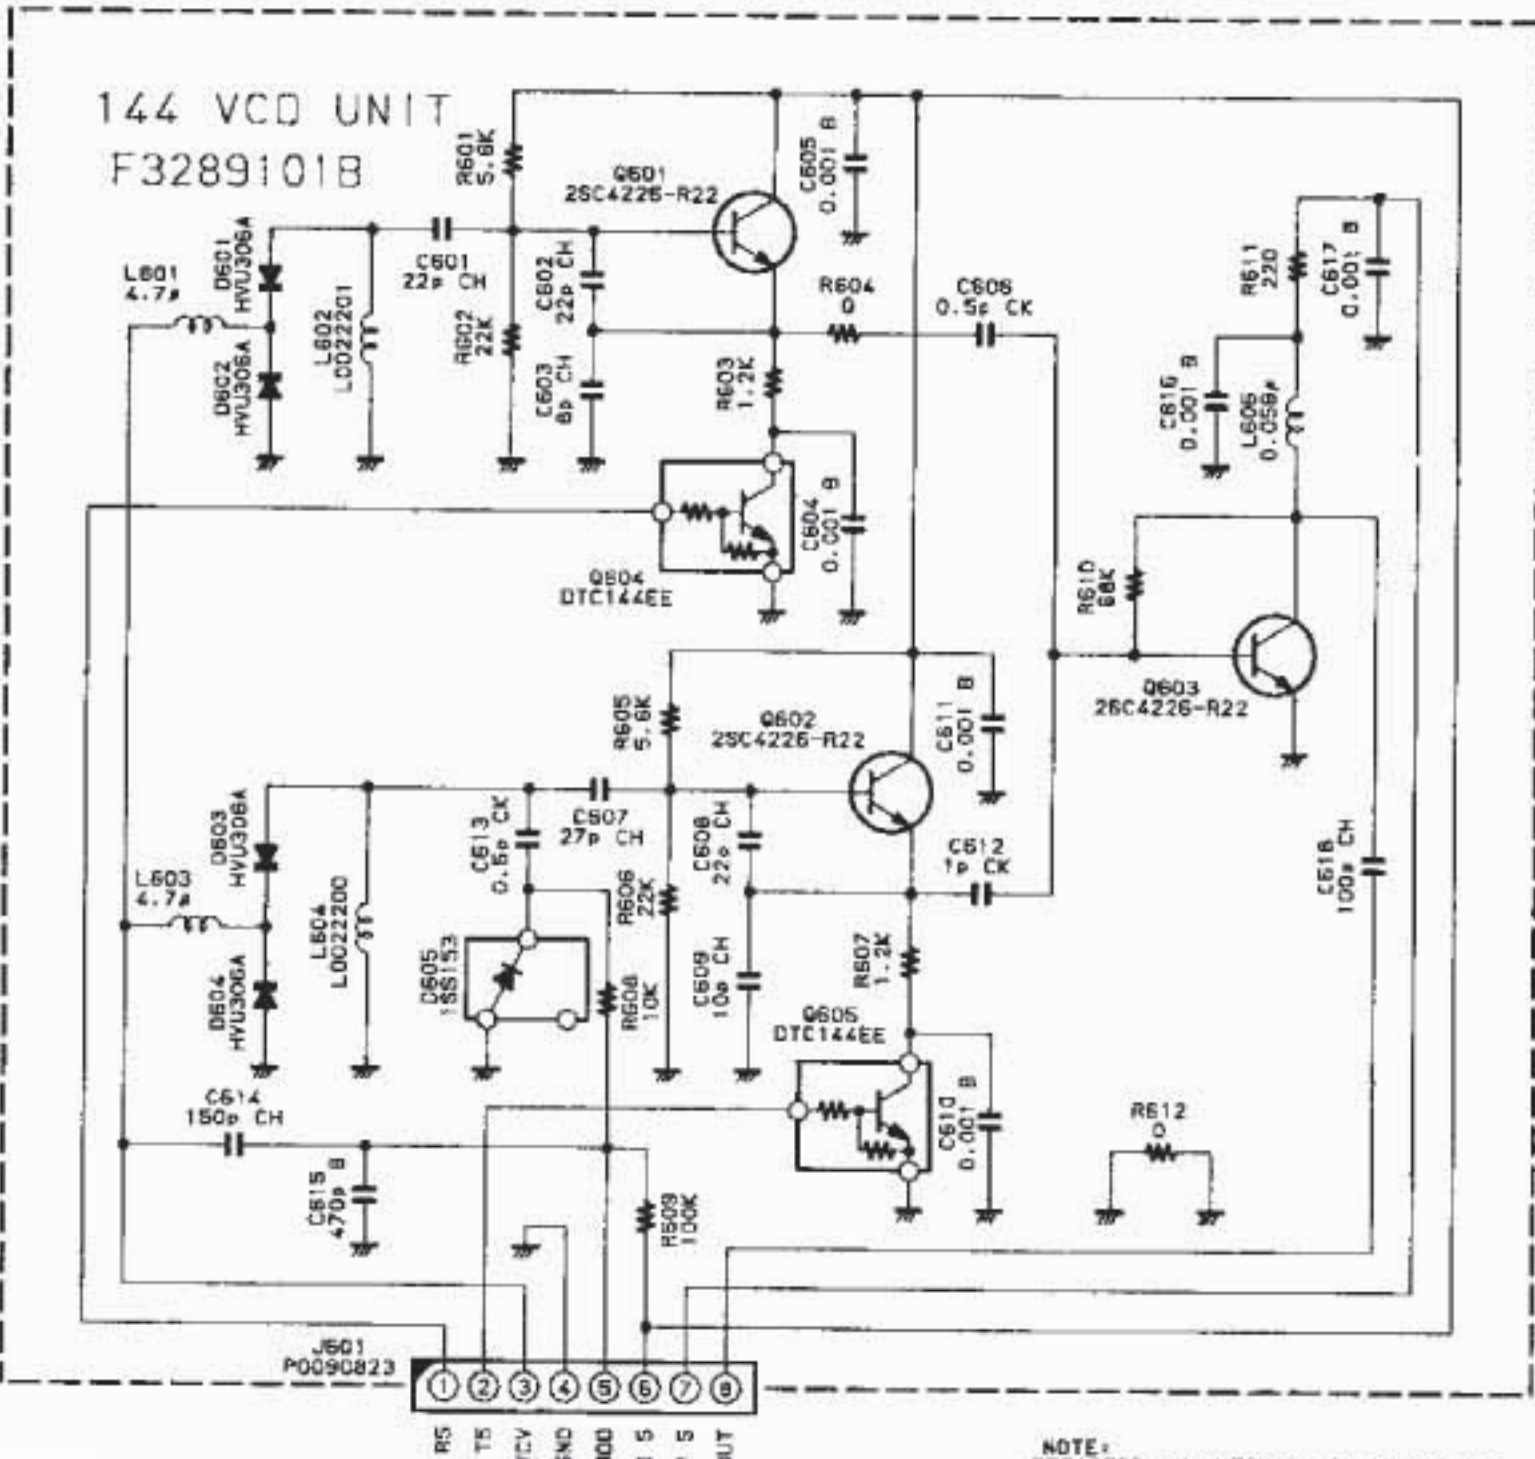 144 VCO UNIT
F3289101B
R601
5.6K
Q601
2SC4226-R22
C605
0.001 B
L601
4.7μ
D601
HVU306A
D602
HVU306A
L602
L0022201
C601
22p CH
R602
22K
C602
22p CH
C603
8p CH
R604
0
C606
0.5p CK
R603
1.2K
R611
220
C617
0.001 B
C616
0.001 B
L606
0.056μ
Q604
DTC144EE
C604
0.001 B
R610
68K
Q603
2SC4226-R22
R605
5.6K
Q602
2SC4226-R22
C611
0.001 B
D603
HVU306A
L603
4.7μ
D604
HVU306A
L604
L0022200
C613
0.5p CK
C607
27p CH
C608
22p CH
C612
1p CK
C618
100p CH
R606
22K
D605
1SS153
R608
10K
C609
10p CH
R607
1.2K
Q605
DTC144EE
C610
0.001 B
C614
150p CH
C615
470p B
R609
100K
R612
0
J601
P0090823
1 2 3 4 5 6 7 8
R5
T5
NOTE: